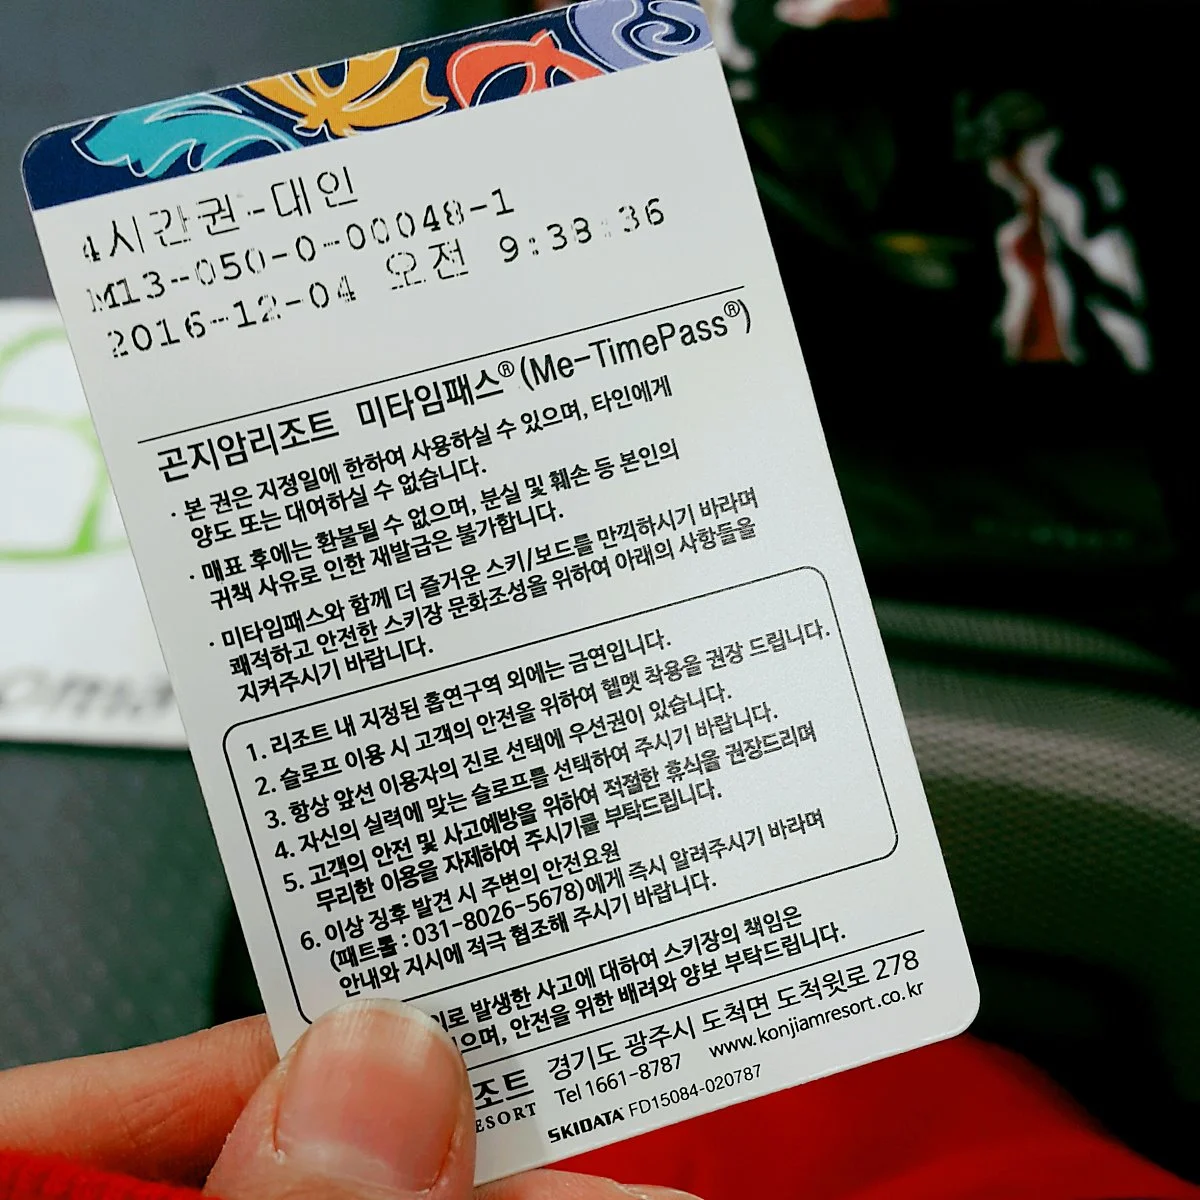 4시간권-대인
M13-050-0-00048-1
2016-12-04 오전 9:38:36
곤지암리조트 미타임패스®(Me-TimePass®)
· 본 권은 지정일에 한하여 사용하실 수 있으며, 타인에게
양도 또는 대여하실 수 없습니다.
· 매표 후에는 환불될 수 없으며, 분실 및 훼손 등 본인의
귀책 사유로 인한 재발급은 불가합니다.
· 미타임패스와 함께 더 즐거운 스키/보드를 만끽하시기 바라며
쾌적하고 안전한 스키장 문화조성을 위하여 아래의 사항들을
지켜주시기 바랍니다.
1. 리조트 내 지정된 흡연구역 외에는 금연입니다.
2. 슬로프 이용 시 고객의 안전을 위하여 헬멧 착용을 권장 드립니다.
3. 항상 앞선 이용자의 진로 선택에 우선권이 있습니다.
4. 자신의 실력에 맞는 슬로프를 선택하여 주시기 바랍니다.
5. 고객의 안전 및 사고예방을 위하여 적절한 휴식을 권장드리며
무리한 이용을 자제하여 주시기를 부탁드립니다.
6. 이상 징후 발견 시 주변의 안전요원
(패트롤 : 031-8026-5678)에게 즉시 알려주시기 바라며
안내와 지시에 적극 협조해 주시기 바랍니다.
로 발생한 사고에 대하여 스키장의 책임은
으며, 안전을 위한 배려와 양보 부탁드립니다.
조트 경기도 광주시 도척면 도척윗로 278
ESORT Tel 1661-8787 www.konjiamresort.co.kr
SKIDATA FD15084-020787